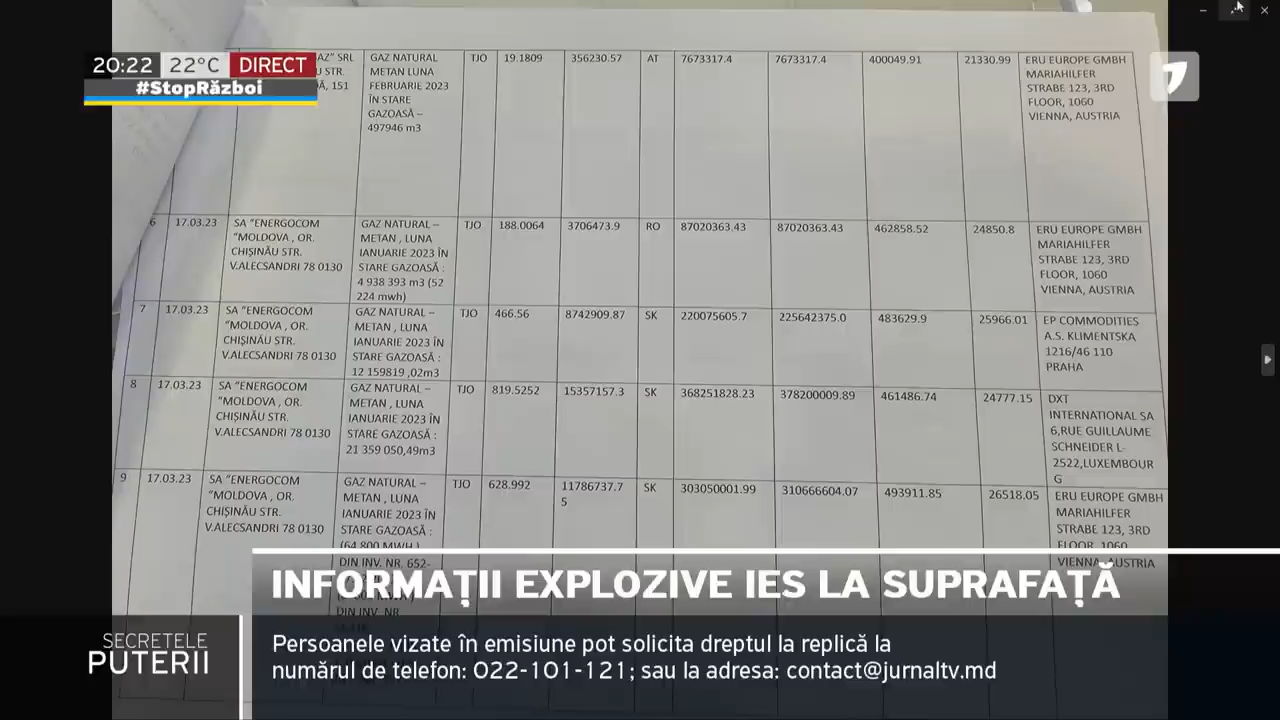 20:22 22°C DIRECT
#StopRăzboi
AZ" SRL
STR.
, 151
GAZ NATURAL
METAN LUNA
FEBRUARIE 2023
ÎN STARE
GAZOASĂ –
497946 m3
TJO
19.1809
356230.57
AT
7673317.4
7673317.4
400049.91
21330.99
ERU EUROPE GMBH
MARIAHILFER
STRABE 123, 3RD
FLOOR, 1060
VIENNA, AUSTRIA
6
17.03.23
SA "ENERGOCOM
"MOLDOVA , OR.
CHIȘINĂU STR.
V.ALECSANDRI 78 0130
GAZ NATURAL –
METAN , LUNA
IANUARIE 2023 ÎN
STARE GAZOASĂ :
4 938 393 m3 (52
224 mwh)
TJO
188.0064
3706473.9
RO
87020363.43
87020363.43
462858.52
24850.8
ERU EUROPE GMBH
MARIAHILFER
STRABE 123, 3RD
FLOOR, 1060
VIENNA, AUSTRIA
7
17.03.23
SA "ENERGOCOM
"MOLDOVA , OR.
CHIȘINĂU STR.
V.ALECSANDRI 78 0130
GAZ NATURAL –
METAN , LUNA
IANUARIE 2023 ÎN
STARE GAZOASĂ :
12 159819 ,02m3
TJO
466.56
8742909.87
SK
220075605.7
225642375.0
483629.9
25966.01
EP COMMODITIES
A.S. KLIMENTSKA
1216/46 110
PRAHA
8
17.03.23
SA "ENERGOCOM
"MOLDOVA , OR.
CHIȘINĂU STR.
V.ALECSANDRI 78 0130
GAZ NATURAL –
METAN , LUNA
IANUARIE 2023 ÎN
STARE GAZOASĂ :
21 359 050,49m3
TJO
819.5252
15357157.3
SK
368251828.23
378200009.89
461486.74
24777.15
DXT
INTERNATIONAL SA
6,RUE GUILLAUME
SCHNEIDER L-
2522,LUXEMBOUR
G
9
17.03.23
SA "ENERGOCOM
"MOLDOVA , OR.
CHIȘINĂU STR.
V.ALECSANDRI 78 0130
GAZ NATURAL –
METAN , LUNA
IANUARIE 2023 ÎN
STARE GAZOASĂ :
(64 800 MWH )
DIN INV. NR. 652-
DIN INV. NR
TJO
628.992
11786737.7
5
SK
303050001.99
310666604.07
493911.85
26518.05
ERU EUROPE GMBH
MARIAHILFER
STRABE 123, 3RD
FLOOR, 1060
VIENNA, AUSTRIA
INFORMAȚII EXPLOZIVE IES LA SUPRAFAȚĂ
SECRETELE
PUTERII
Persoanele vizate în emisiune pot solicita dreptul la replică la
numărul de telefon: 022-101-121; sau la adresa: contact@jurnaltv.md